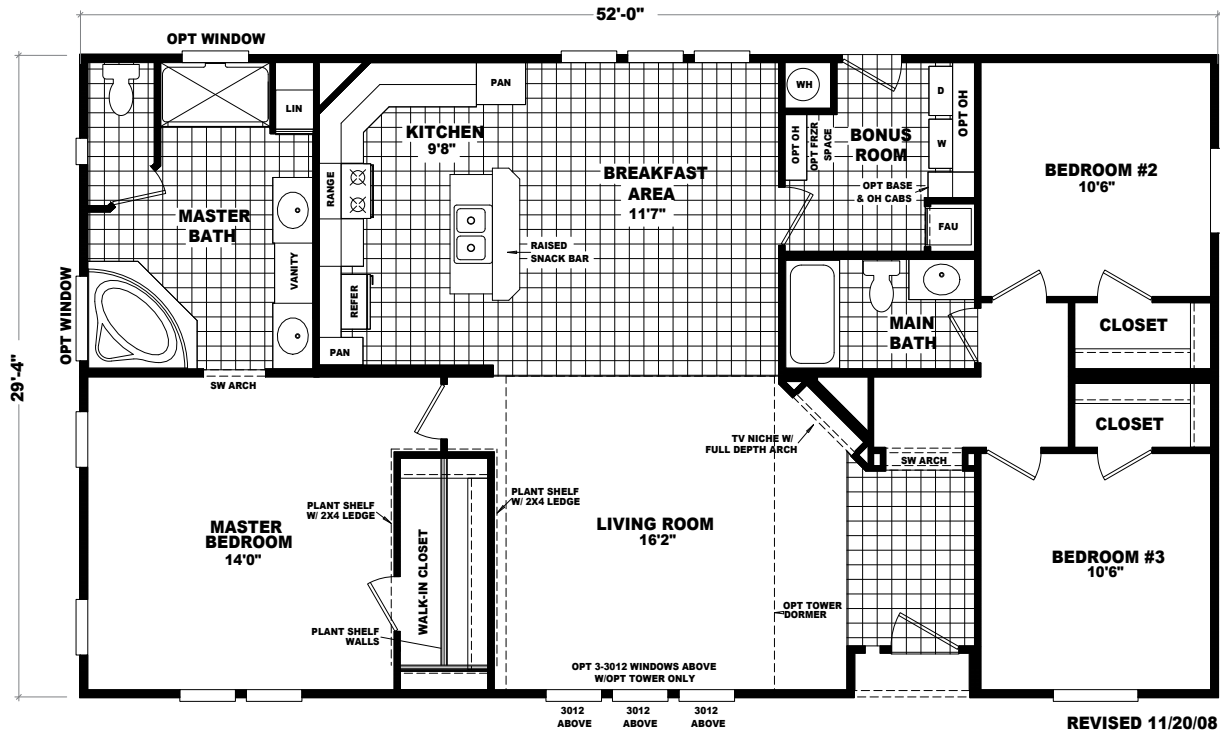 52'-0"
OPT WINDOW
29'-4"
OPT WINDOW
LIN
MASTER
BATH
VANITY
SW ARCH
PAN
KITCHEN
9'8"
RANGE
REFER
PAN
RAISED
SNACK BAR
BREAKFAST
AREA
11'7"
WH
OPT OH
OPT FRZR
SPACE
BONUS
ROOM
D
W
OPT OH
OPT BASE
& OH CABS
FAU
MAIN
BATH
BEDROOM #2
10'6"
CLOSET
CLOSET
TV NICHE W/
FULL DEPTH ARCH
SW ARCH
PLANT SHELF
W/ 2X4 LEDGE
PLANT SHELF
W/ 2X4 LEDGE
MASTER
BEDROOM
14'0"
WALK-IN CLOSET
PLANT SHELF
WALLS
LIVING ROOM
16'2"
OPT TOWER
DORMER
BEDROOM #3
10'6"
OPT 3-3012 WINDOWS ABOVE
W/OPT TOWER ONLY
3012
ABOVE
3012
ABOVE
3012
ABOVE
REVISED 11/20/08